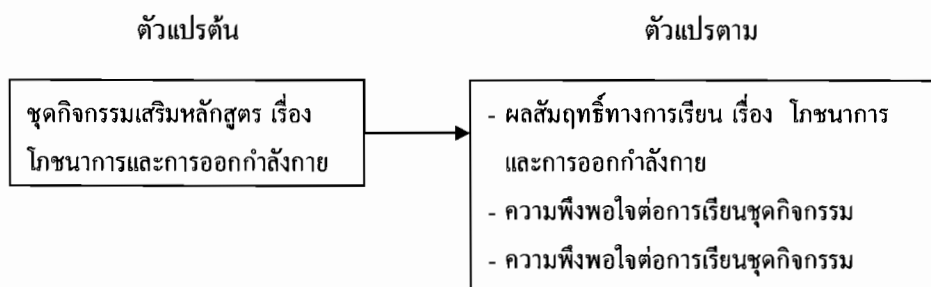 ตัวแปรต้น
ตัวแปรตาม
ชุดกิจกรรมเสริมหลักสูตร เรื่อง
โภชนาการและการออกกำลังกาย
- ผลสัมฤทธิ์ทางการเรียน เรื่อง โภชนาการ
และการออกกำลังกาย
- ความพึงพอใจต่อการเรียนชุดกิจกรรม
- ความพึงพอใจต่อการเรียนชุดกิจกรรม